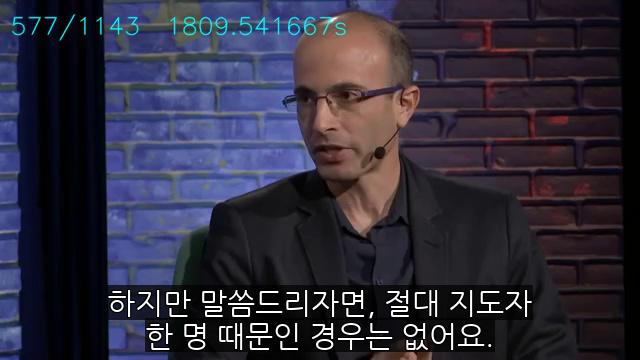 577/1143 1809.541667s
하지만 말씀드리자면, 절대 지도자
한 명 때문인 경우는 없어요.